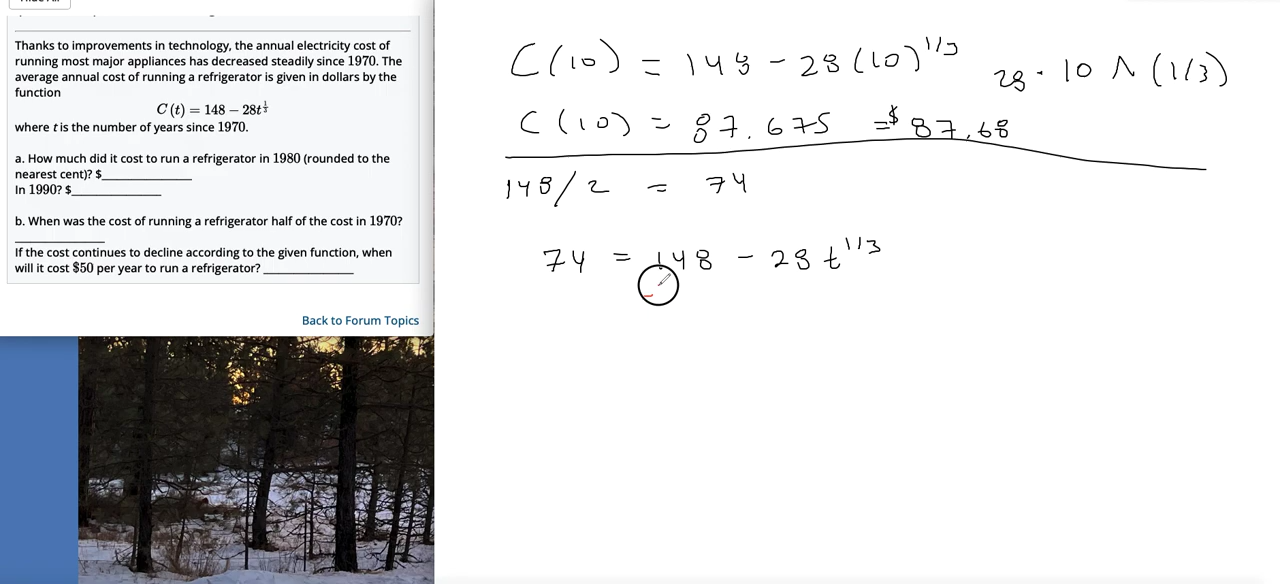 Thanks to improvements in technology, the annual electricity cost of
running most major appliances has decreased steadily since 1970. The
average annual cost of running a refrigerator is given in dollars by the
function
C (t) = 148 − 28t^{1/3}
where t is the number of years since 1970.
a. How much did it cost to run a refrigerator in 1980 (rounded to the
nearest cent)? $______________
In 1990? $______________
b. When was the cost of running a refrigerator half of the cost in 1970?
______________
If the cost continues to decline according to the given function, when
will it cost $50 per year to run a refrigerator? ______________
Back to Forum Topics
C(10) = 148 - 28(10)^{1/3}
28 · 10 ^ (1/3)
C(10) = 87.675 = $87.68
148/2 = 74
74 = 148 - 28 t^{1/3}